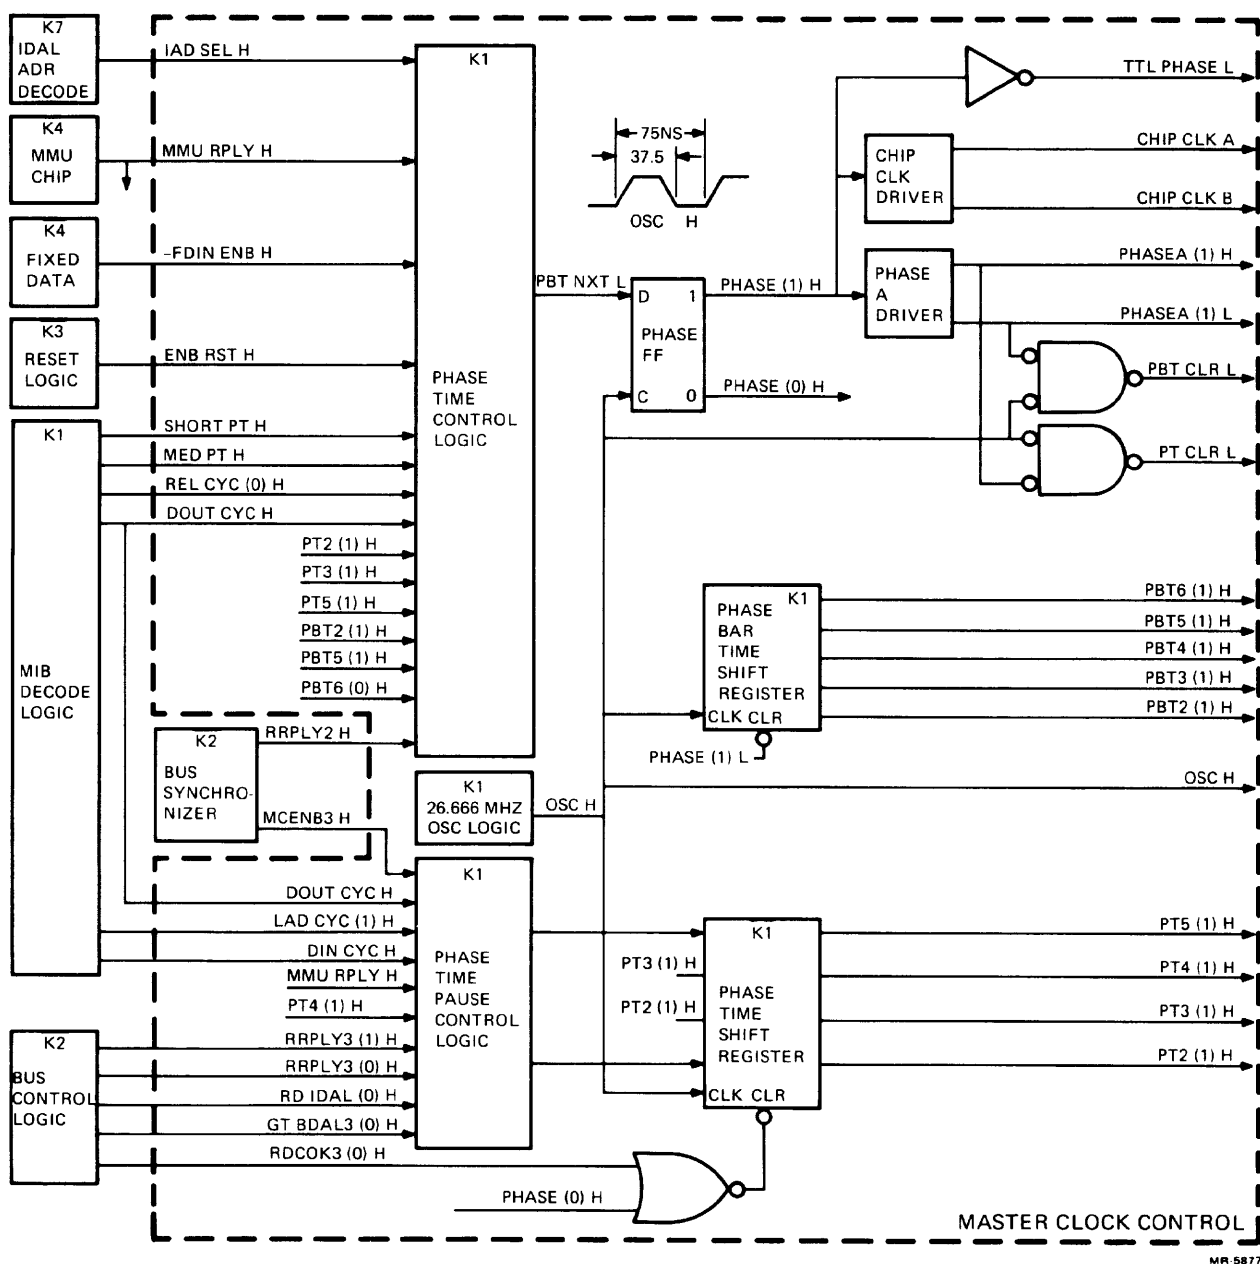 K7
IDAL
ADR
DECODE
IAD SEL H
K4
MMU
CHIP
MMU RPLY H
K4
FIXED
DATA
-FDIN ENB H
K3
RESET
LOGIC
ENB RST H
K1
MIB
DECODE
LOGIC
SHORT PT H
MED PT H
REL CYC (0) H
DOUT CYC H
PT2 (1) H
PT3 (1) H
PT5 (1) H
PBT2 (1) H
PBT5 (1) H
PBT6 (0) H
K2
BUS
SYNCHRO-
NIZER
RRPLY2 H
MCENB3 H
K1
PHASE
TIME
CONTROL
LOGIC
PBT NXT L
75NS
37.5
OSC H
D 1
PHASE
FF
C 0
PHASE (1) H
PHASE (0) H
TTL PHASE L
CHIP
CLK
DRIVER
CHIP CLK A
CHIP CLK B
PHASE
A
DRIVER
PHASEA (1) H
PHASEA (1) L
PBT CLR L
PT CLR L
K1
PHASE
BAR
TIME
SHIFT
REGISTER
CLK CLR
PHASE (1) L
PBT6 (1) H
PBT5 (1) H
PBT4 (1) H
PBT3 (1) H
PBT2 (1) H
K1
26.666 MHZ
OSC LOGIC
OSC H
OSC H
DOUT CYC H
LAD CYC (1) H
DIN CYC H
MMU RPLY H
PT4 (1) H
K2
BUS
CONTROL
LOGIC
RRPLY3 (1) H
RRPLY3 (0) H
RD IDAL (0) H
GT BDAL3 (0) H
RDCOK3 (0) H
K1
PHASE
TIME
PAUSE
CONTROL
LOGIC
PT3 (1) H
PT2 (1) H
K1
PHASE
TIME
SHIFT
REGISTER
CLK CLR
PT5 (1) H
PT4 (1) H
PT3 (1) H
PT2 (1) H
PHASE (0) H
MASTER CLOCK CONTROL
MR-5877